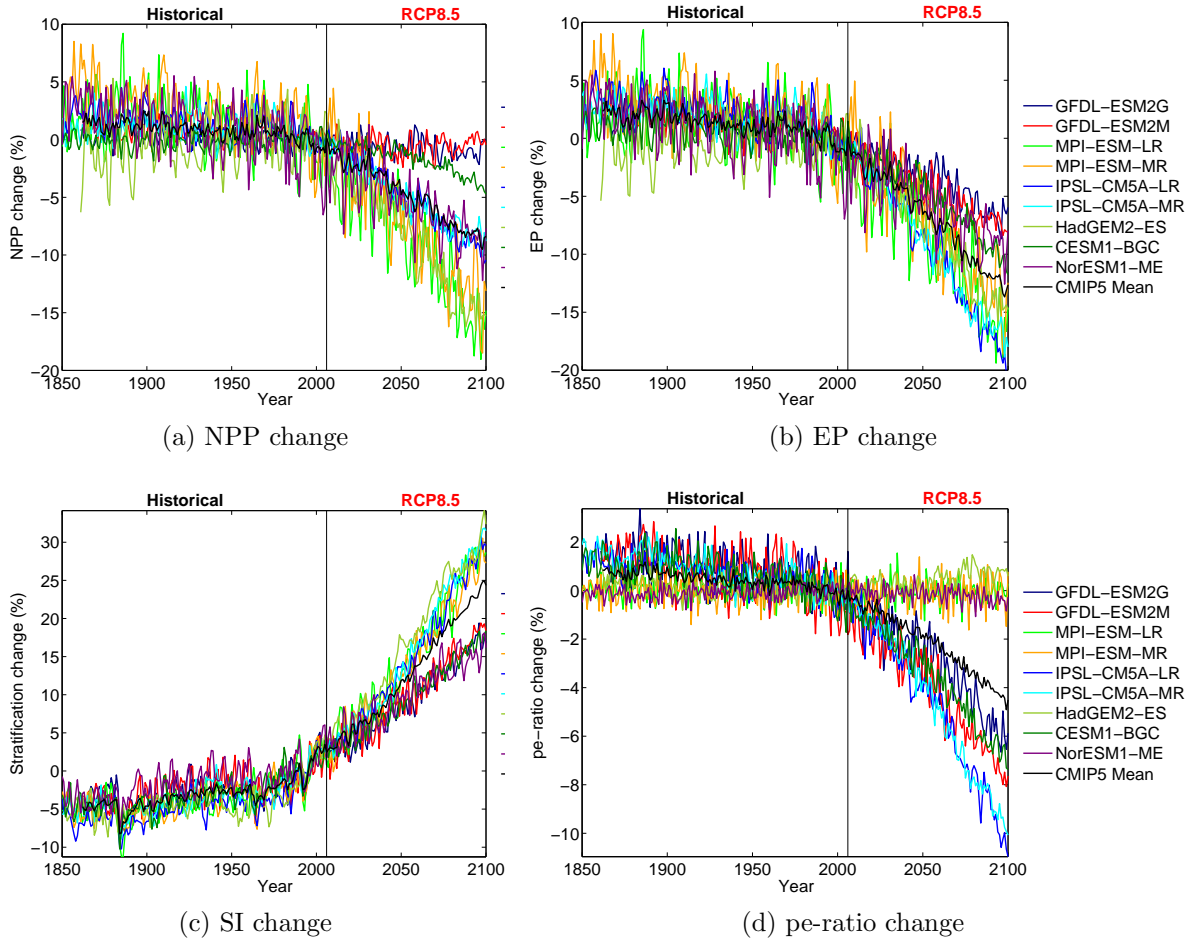 Historical RCP8.5
10
5
0
−5
−10
−15
−20
NPP change (%)
1850 1900 1950 2000 2050 2100
Year
(a) NPP change
Historical RCP8.5
10
5
0
−5
−10
−15
−20
EP change (%)
1850 1900 1950 2000 2050 2100
Year
GFDL−ESM2G
GFDL−ESM2M
MPI−ESM−LR
MPI−ESM−MR
IPSL−CM5A−LR
IPSL−CM5A−MR
HadGEM2−ES
CESM1−BGC
NorESM1−ME
CMIP5 Mean
(b) EP change
Historical RCP8.5
30
25
20
15
10
5
0
−5
−10
Stratification change (%)
1850 1900 1950 2000 2050 2100
Year
(c) SI change
Historical RCP8.5
2
0
−2
−4
−6
−8
−10
pe−ratio change (%)
1850 1900 1950 2000 2050 2100
Year
GFDL−ESM2G
GFDL−ESM2M
MPI−ESM−LR
MPI−ESM−MR
IPSL−CM5A−LR
IPSL−CM5A−MR
HadGEM2−ES
CESM1−BGC
NorESM1−ME
CMIP5 Mean
(d) pe-ratio change